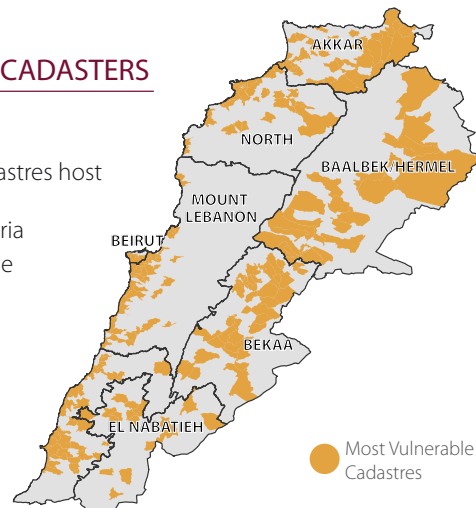 CADASTERS
astres host
ria
e
AKKAR
NORTH
BAALBEK/HERMEL
MOUNT
LEBANON
BEIRUT
BEKAA
EL NABATIEH
Most Vulnerable
Cadastres